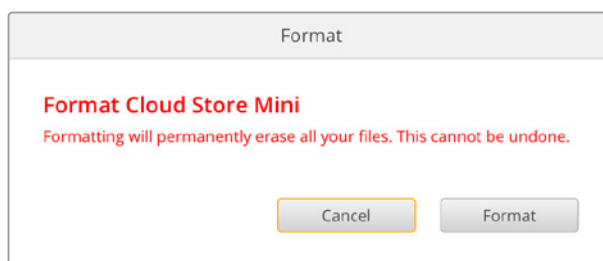 Format
Format Cloud Store Mini
Formatting will permanently erase all your files. This cannot be undone.
Cancel
Format